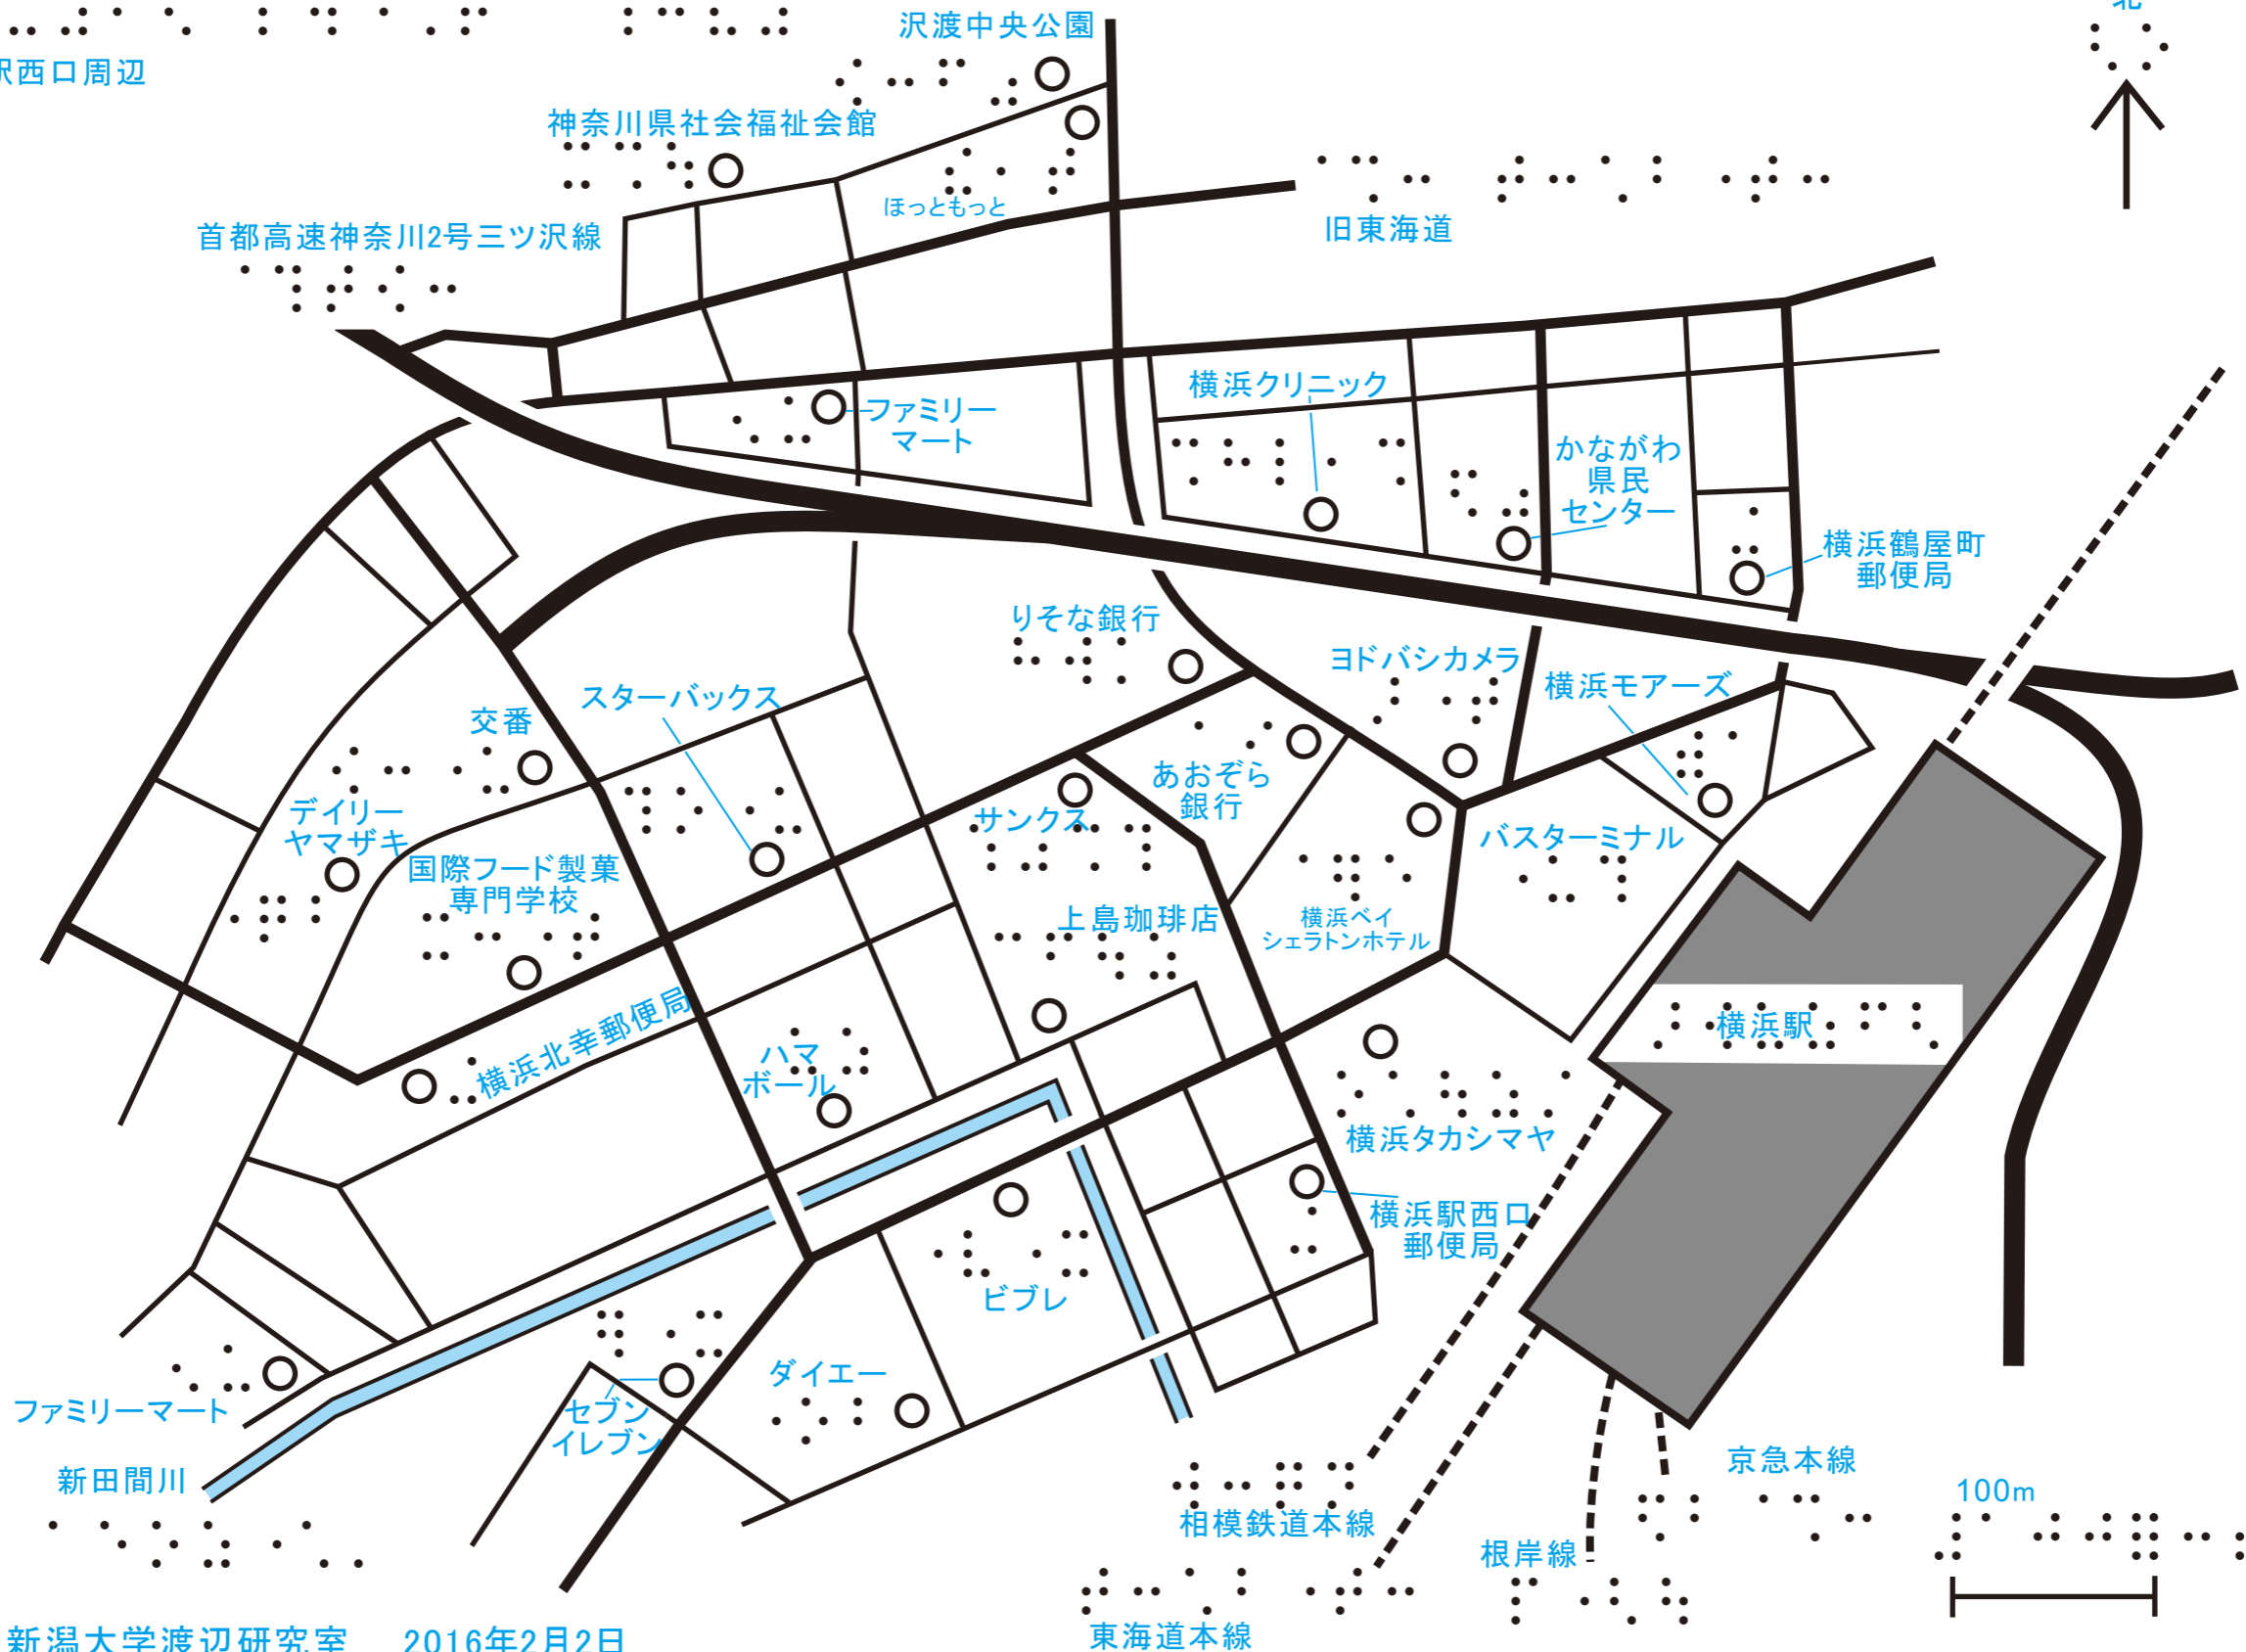 沢渡中央公園
駅西口周辺
神奈川県社会福祉会館
ほっともっと
旧東海道
首都高速神奈川2号三ツ沢線
横浜クリニック
ファミリー
マート
かながわ
県民
センター
横浜鶴屋町
郵便局
りそな銀行
ヨドバシカメラ
横浜モアーズ
スターバックス
交番
あおぞら
銀行
サンクス
デイリー
ヤマザキ
バスターミナル
国際フード製菓
専門学校
上島珈琲店
横浜ベイ
シェラトンホテル
横浜駅
横浜北幸郵便局
ハマ
ボール
横浜タカシマヤ
横浜駅西口
郵便局
ビブレ
ダイエー
ファミリーマート
セブン
イレブン
新田間川
京急本線
100m
相模鉄道本線
根岸線
東海道本線
新潟大学渡辺研究室　2016年2月2日